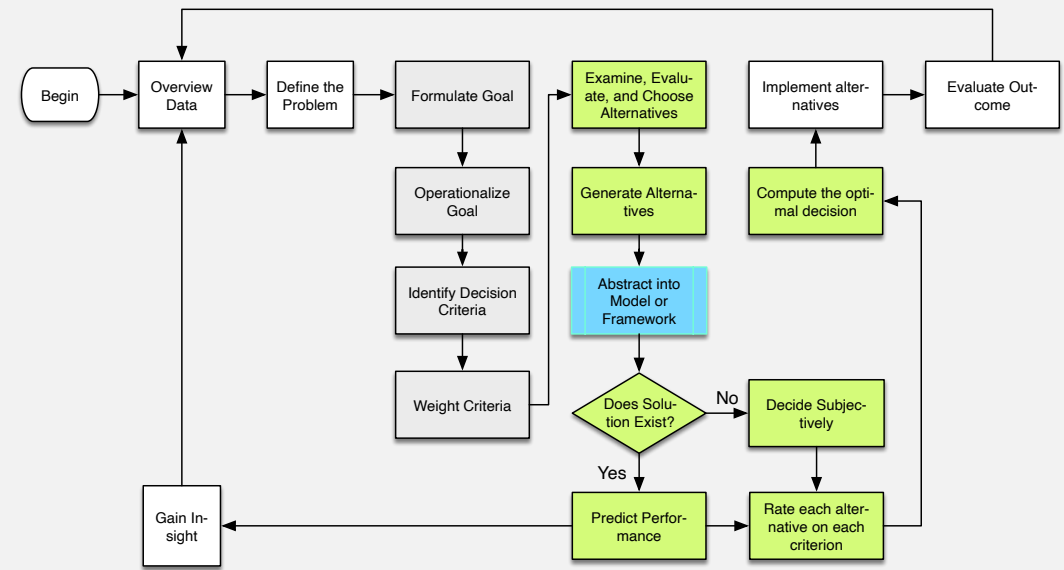 Begin
Overview
Data
Define the
Problem
Formulate Goal
Operationalize
Goal
Identify Decision
Criteria
Weight Criteria
Examine, Evalu-
ate, and Choose
Alternatives
Generate Alterna-
tives
Abstract into
Model or
Framework
Does Solu-
tion Exist?
No
Decide Subjec-
tively
Yes
Predict Perfor-
mance
Rate each alter-
native on each
criterion
Gain In-
sight
Compute the opti-
mal decision
Implement alter-
natives
Evaluate Out-
come